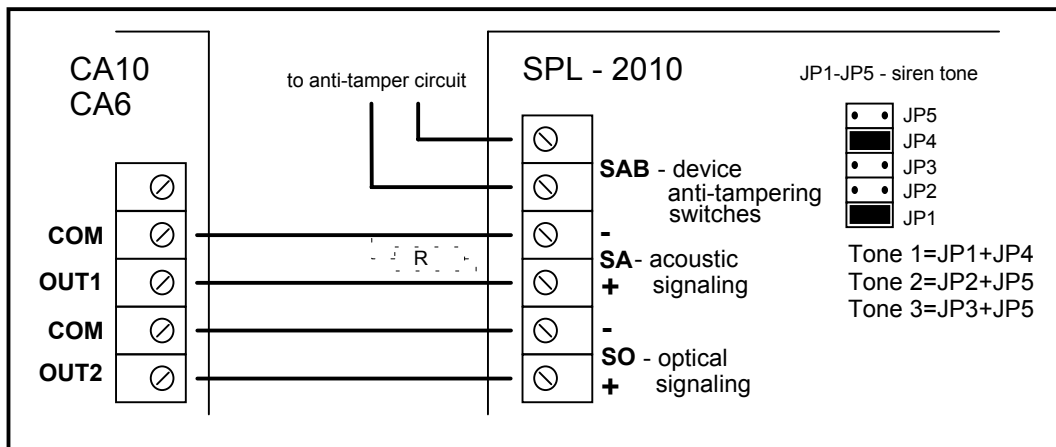 CA10
CA6
to anti-tamper circuit
COM
OUT1
COM
OUT2
R
SPL - 2010
SAB - device
anti-tampering
switches
-
SA - acoustic
+ signaling
-
SO - optical
+ signaling
JP1-JP5 - siren tone
JP5
JP4
JP3
JP2
JP1
Tone 1=JP1+JP4
Tone 2=JP2+JP5
Tone 3=JP3+JP5